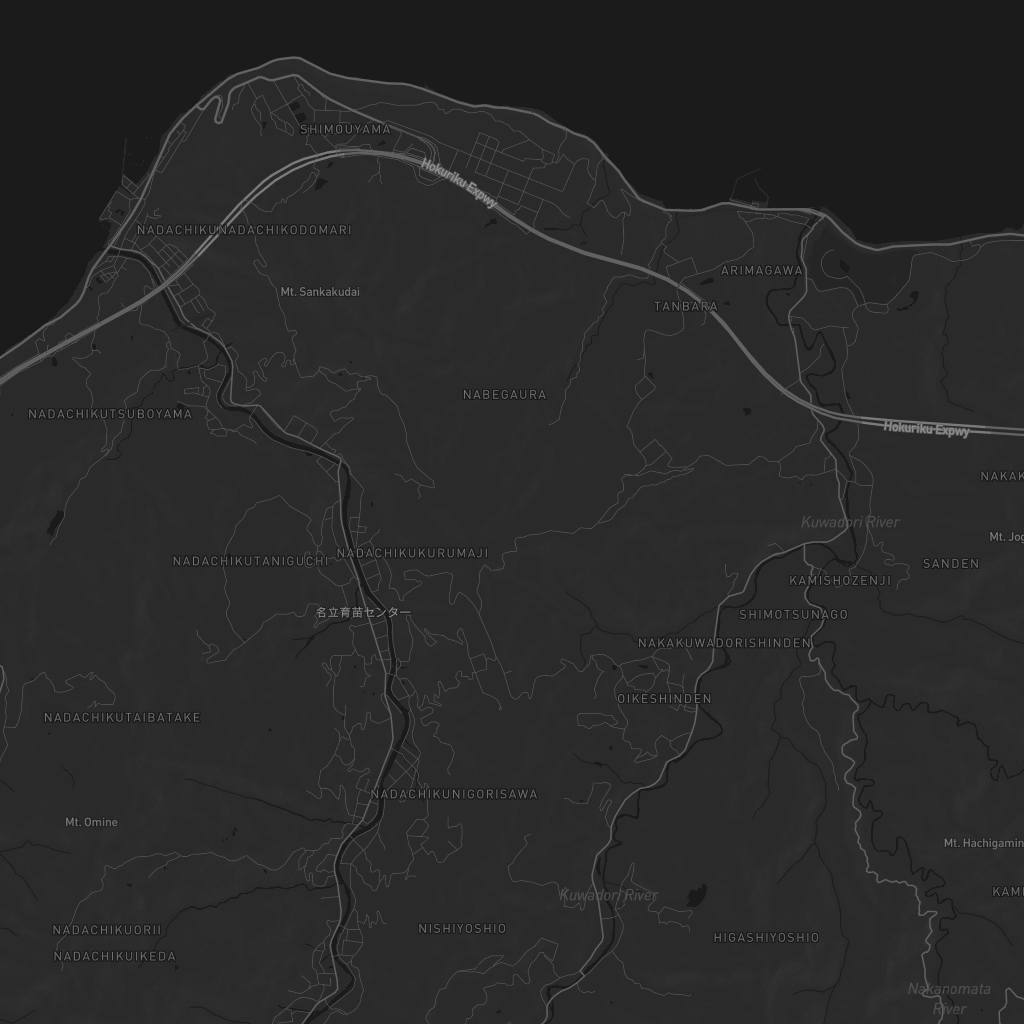 SHIMOUYAMA
Hokuriku Expwy
NADACHIKUNADACHIKODOMARI
ARIMAGAWA
Mt. Sankakudai
TANBARA
NABEGAURA
NADACHIKUTSUBOYAMA
Hokuriku Expwy
NAKAK
Kuwadori River
Mt. Jog
NADACHIKUKURUMAJI
NADACHIKUTANIGUCHI
SANDEN
KAMISHOZENJI
名立育苗センター
SHIMOTSUNAGO
NAKAKUWADORISHINDEN
OIKESHINDEN
NADACHIKUTAIBATAKE
NADACHIKUNIGORISAWA
Mt. Omine
Mt. Hachigamin
KAMI
Kuwadori River
NISHIYOSHIO
NADACHIKUORII
HIGASHIYOSHIO
NADACHIKUIKEDA
Nakanomata
River